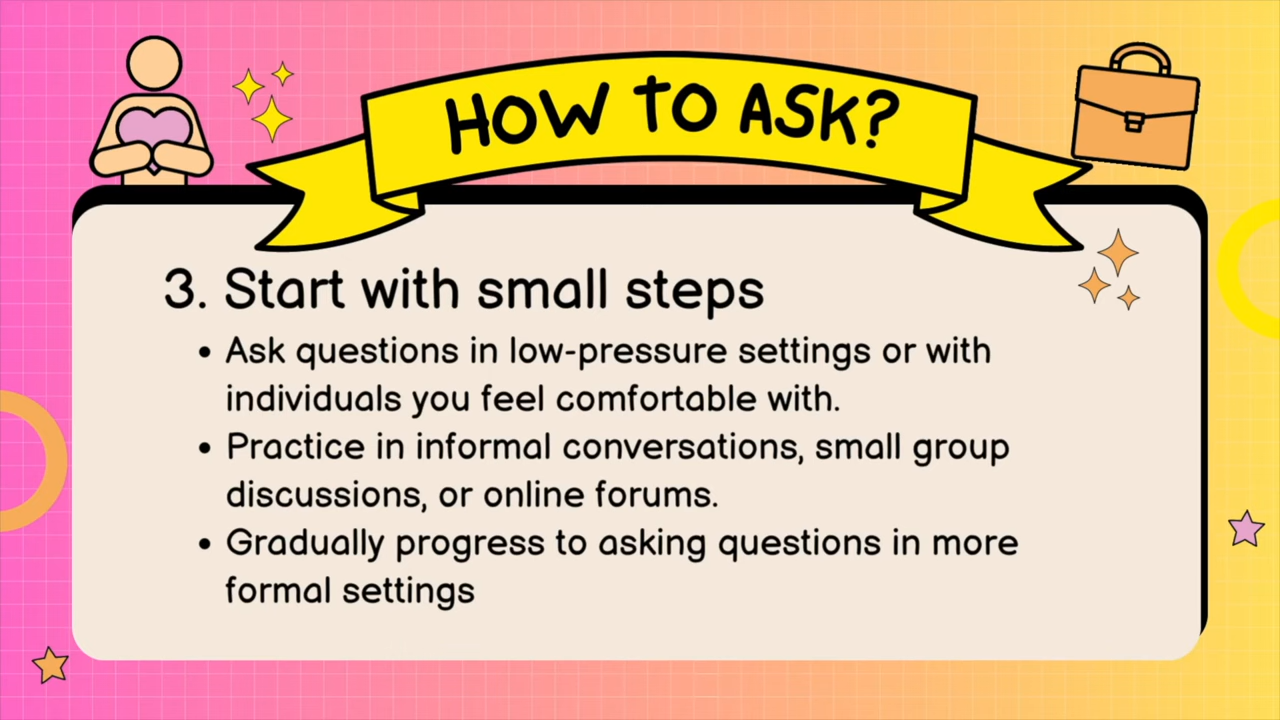 HOW TO ASK?
3. Start with small steps
• Ask questions in low-pressure settings or with
individuals you feel comfortable with.
• Practice in informal conversations, small group
discussions, or online forums.
• Gradually progress to asking questions in more
formal settings